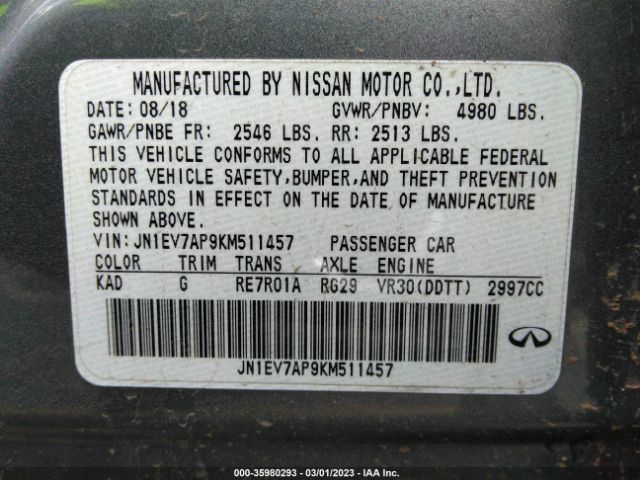 MANUFACTURED BY NISSAN MOTOR CO.,LTD.
DATE: 08/18 GVWR/PNBV: 4980 LBS.
GAWR/PNBE FR: 2546 LBS. RR: 2513 LBS.
THIS VEHICLE CONFORMS TO ALL APPLICABLE FEDERAL
MOTOR VEHICLE SAFETY,BUMPER,AND THEFT PREVENTION
STANDARDS IN EFFECT ON THE DATE OF MANUFACTURE
SHOWN ABOVE.
VIN:JN1EV7AP9KM511457 PASSENGER CAR
COLOR TRIM TRANS AXLE ENGINE
KAD G RE7R01A RG29 VR30(DDTT) 2997CC
JN1EV7AP9KM511457
000-35980293 - 03/01/2023 - IAA Inc.